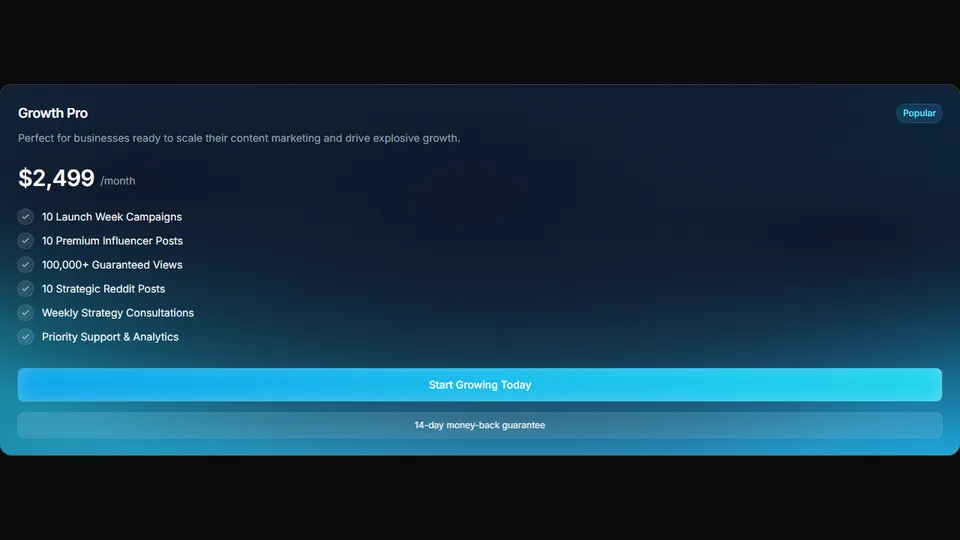 Growth Pro
Popular
Perfect for businesses ready to scale their content marketing and drive explosive growth.
$2,499 /month
10 Launch Week Campaigns
10 Premium Influencer Posts
100,000+ Guaranteed Views
10 Strategic Reddit Posts
Weekly Strategy Consultations
Priority Support & Analytics
Start Growing Today
14-day money-back guarantee